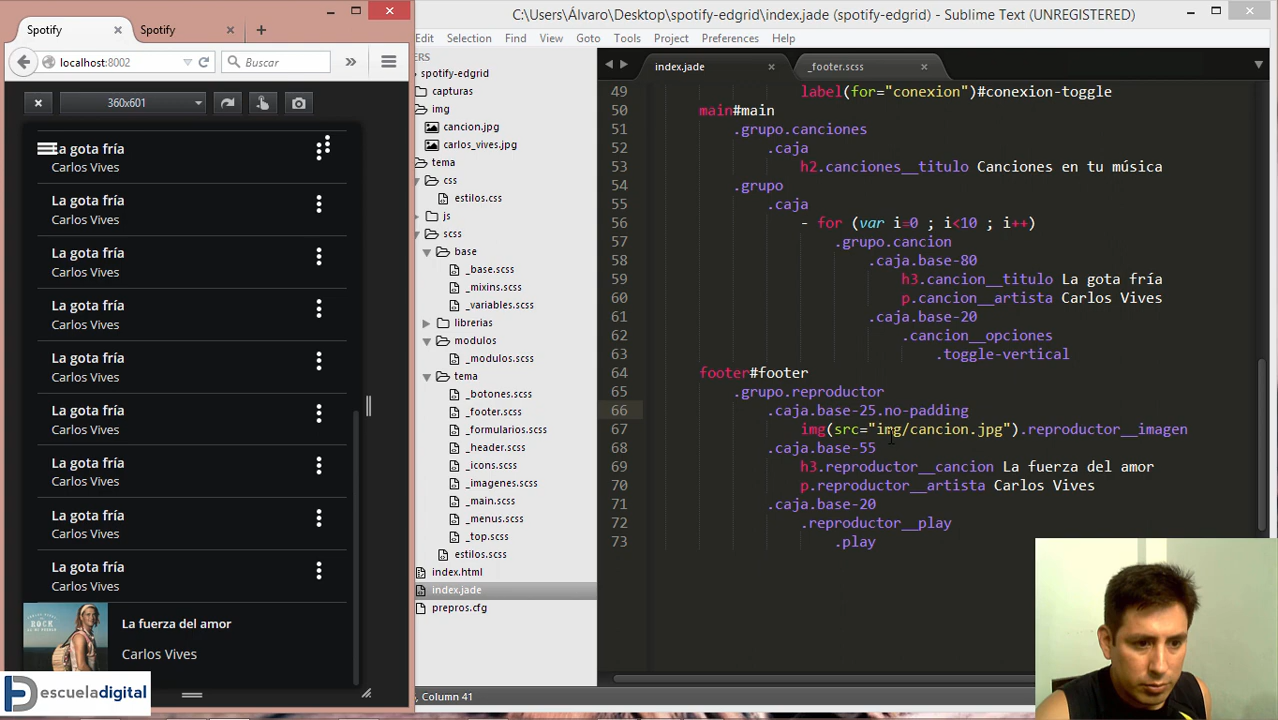 C:\Users\Álvaro\Desktop\spotify-edgrid\index.jade (spotify-edgrid) - Sublime Text (UNREGISTERED)
Spotify
Spotify
localhost:8002
Buscar
360x601
La gota fría
Carlos Vives
La gota fría
Carlos Vives
La gota fría
Carlos Vives
La gota fría
Carlos Vives
La gota fría
Carlos Vives
La gota fría
Carlos Vives
La gota fría
Carlos Vives
La gota fría
Carlos Vives
La gota fría
Carlos Vives
ROCK
La fuerza del amor
Carlos Vives
escueladigital
Edit Selection Find Goto Tools Project Preferences Help
ERS
spotify-edgrid
capturas
img
cancion.jpg
carlos_vives.jpg
tema
css
estilos.css
js
scss
base
_base.scss
_mixins.scss
_variables.scss
librerias
modulos
_modulos.scss
tema
_botones.scss
_footer.scss
_formularios.scss
_header.scss
_icons.scss
_imagenes.scss
_main.scss
_menus.scss
_top.scss
estilos.scss
index.html
index.jade
prepros.cfg
index.jade
_footer.scss
49 label(for="conexion")#conexion-toggle
50 main#main
51 .grupo.canciones
52 .caja
53 h2.canciones__titulo Canciones en tu música
54 .grupo
55 .caja
56 - for (var i=0 ; i<10 ; i++)
57 .grupo.cancion
58 .caja.base-80
59 h3.cancion__titulo La gota fría
60 p.cancion__artista Carlos Vives
61 .caja.base-20
62 .cancion__opciones
63 .toggle-vertical
64 footer#footer
65 .grupo.reproductor
66 .caja.base-25.no-padding
67 img(src="img/cancion.jpg").reproductor__imagen
68 .caja.base-55
69 h3.reproductor__cancion La fuerza del amor
70 p.reproductor__artista Carlos Vives
71 .caja.base-20
72 .reproductor__play
73 .play
Column 41